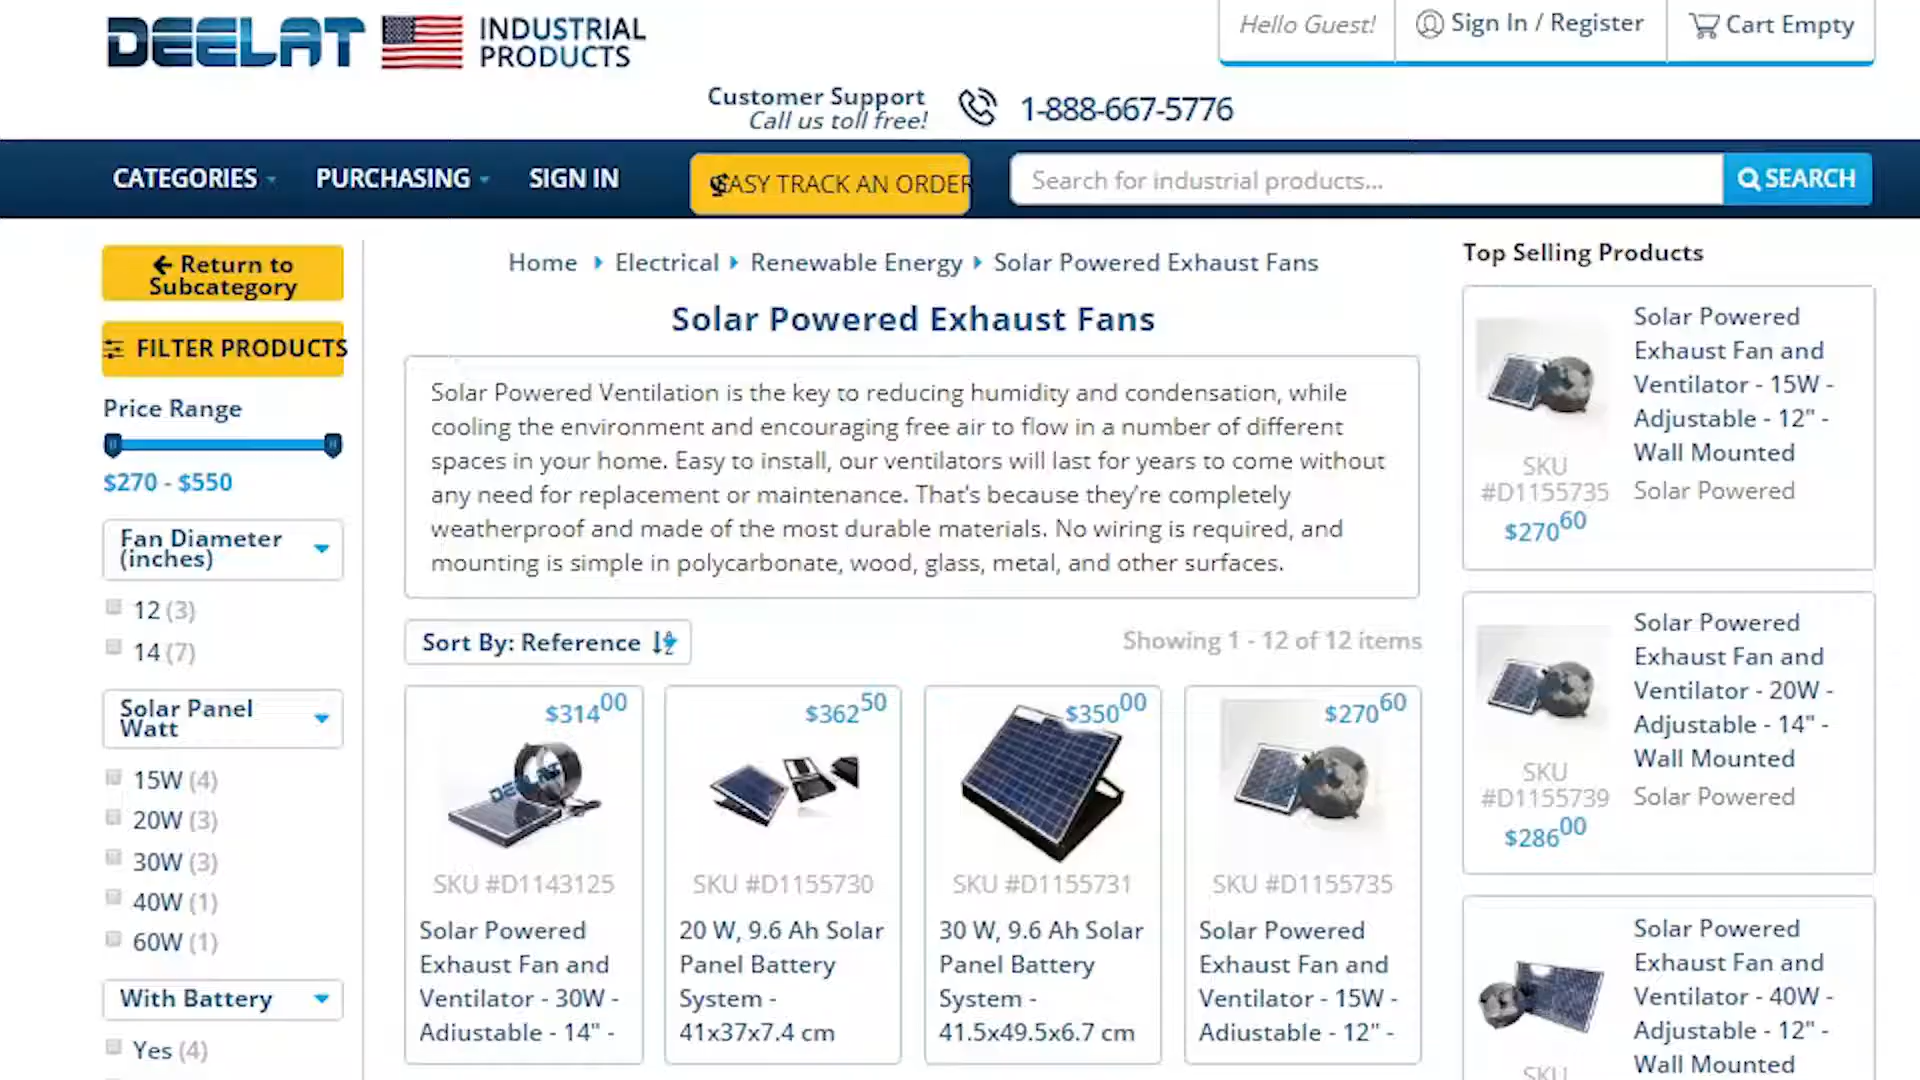 DEELAT INDUSTRIAL
PRODUCTS
Hello Guest!
Sign In / Register
Cart Empty
Customer Support
Call us toll free!
1-888-667-5776
CATEGORIES
PURCHASING
SIGN IN
EASY TRACK AN ORDER
Search for industrial products...
SEARCH
Return to
Subcategory
FILTER PRODUCTS
Price Range
$270 - $550
Fan Diameter
(inches)
12 (3)
14 (7)
Solar Panel
Watt
15W (4)
20W (3)
30W (3)
40W (1)
60W (1)
With Battery
Yes (4)
Home Electrical Renewable Energy Solar Powered Exhaust Fans
Solar Powered Exhaust Fans
Solar Powered Ventilation is the key to reducing humidity and condensation, while
cooling the environment and encouraging free air to flow in a number of different
spaces in your home. Easy to install, our ventilators will last for years to come without
any need for replacement or maintenance. That's because they're completely
weatherproof and made of the most durable materials. No wiring is required, and
mounting is simple in polycarbonate, wood, glass, metal, and other surfaces.
Sort By: Reference
Showing 1 - 12 of 12 items
$314 00
DEELAT
SKU #D1143125
Solar Powered
Exhaust Fan and
Ventilator - 30W -
Adjustable - 14" -
$362 50
SKU #D1155730
20 W, 9.6 Ah Solar
Panel Battery
System -
41x37x7.4 cm
$350 00
SKU #D1155731
30 W, 9.6 Ah Solar
Panel Battery
System -
41.5x49.5x6.7 cm
$270 60
SKU #D1155735
Solar Powered
Exhaust Fan and
Ventilator - 15W -
Adjustable - 12" -
Top Selling Products
Solar Powered
Exhaust Fan and
Ventilator - 15W -
Adjustable - 12" -
Wall Mounted
Solar Powered
SKU
#D1155735
$270 60
Solar Powered
Exhaust Fan and
Ventilator - 20W -
Adjustable - 14" -
Wall Mounted
Solar Powered
SKU
#D1155739
$286 00
Solar Powered
Exhaust Fan and
Ventilator - 40W -
Adjustable - 12" -
Wall Mounted
SKU